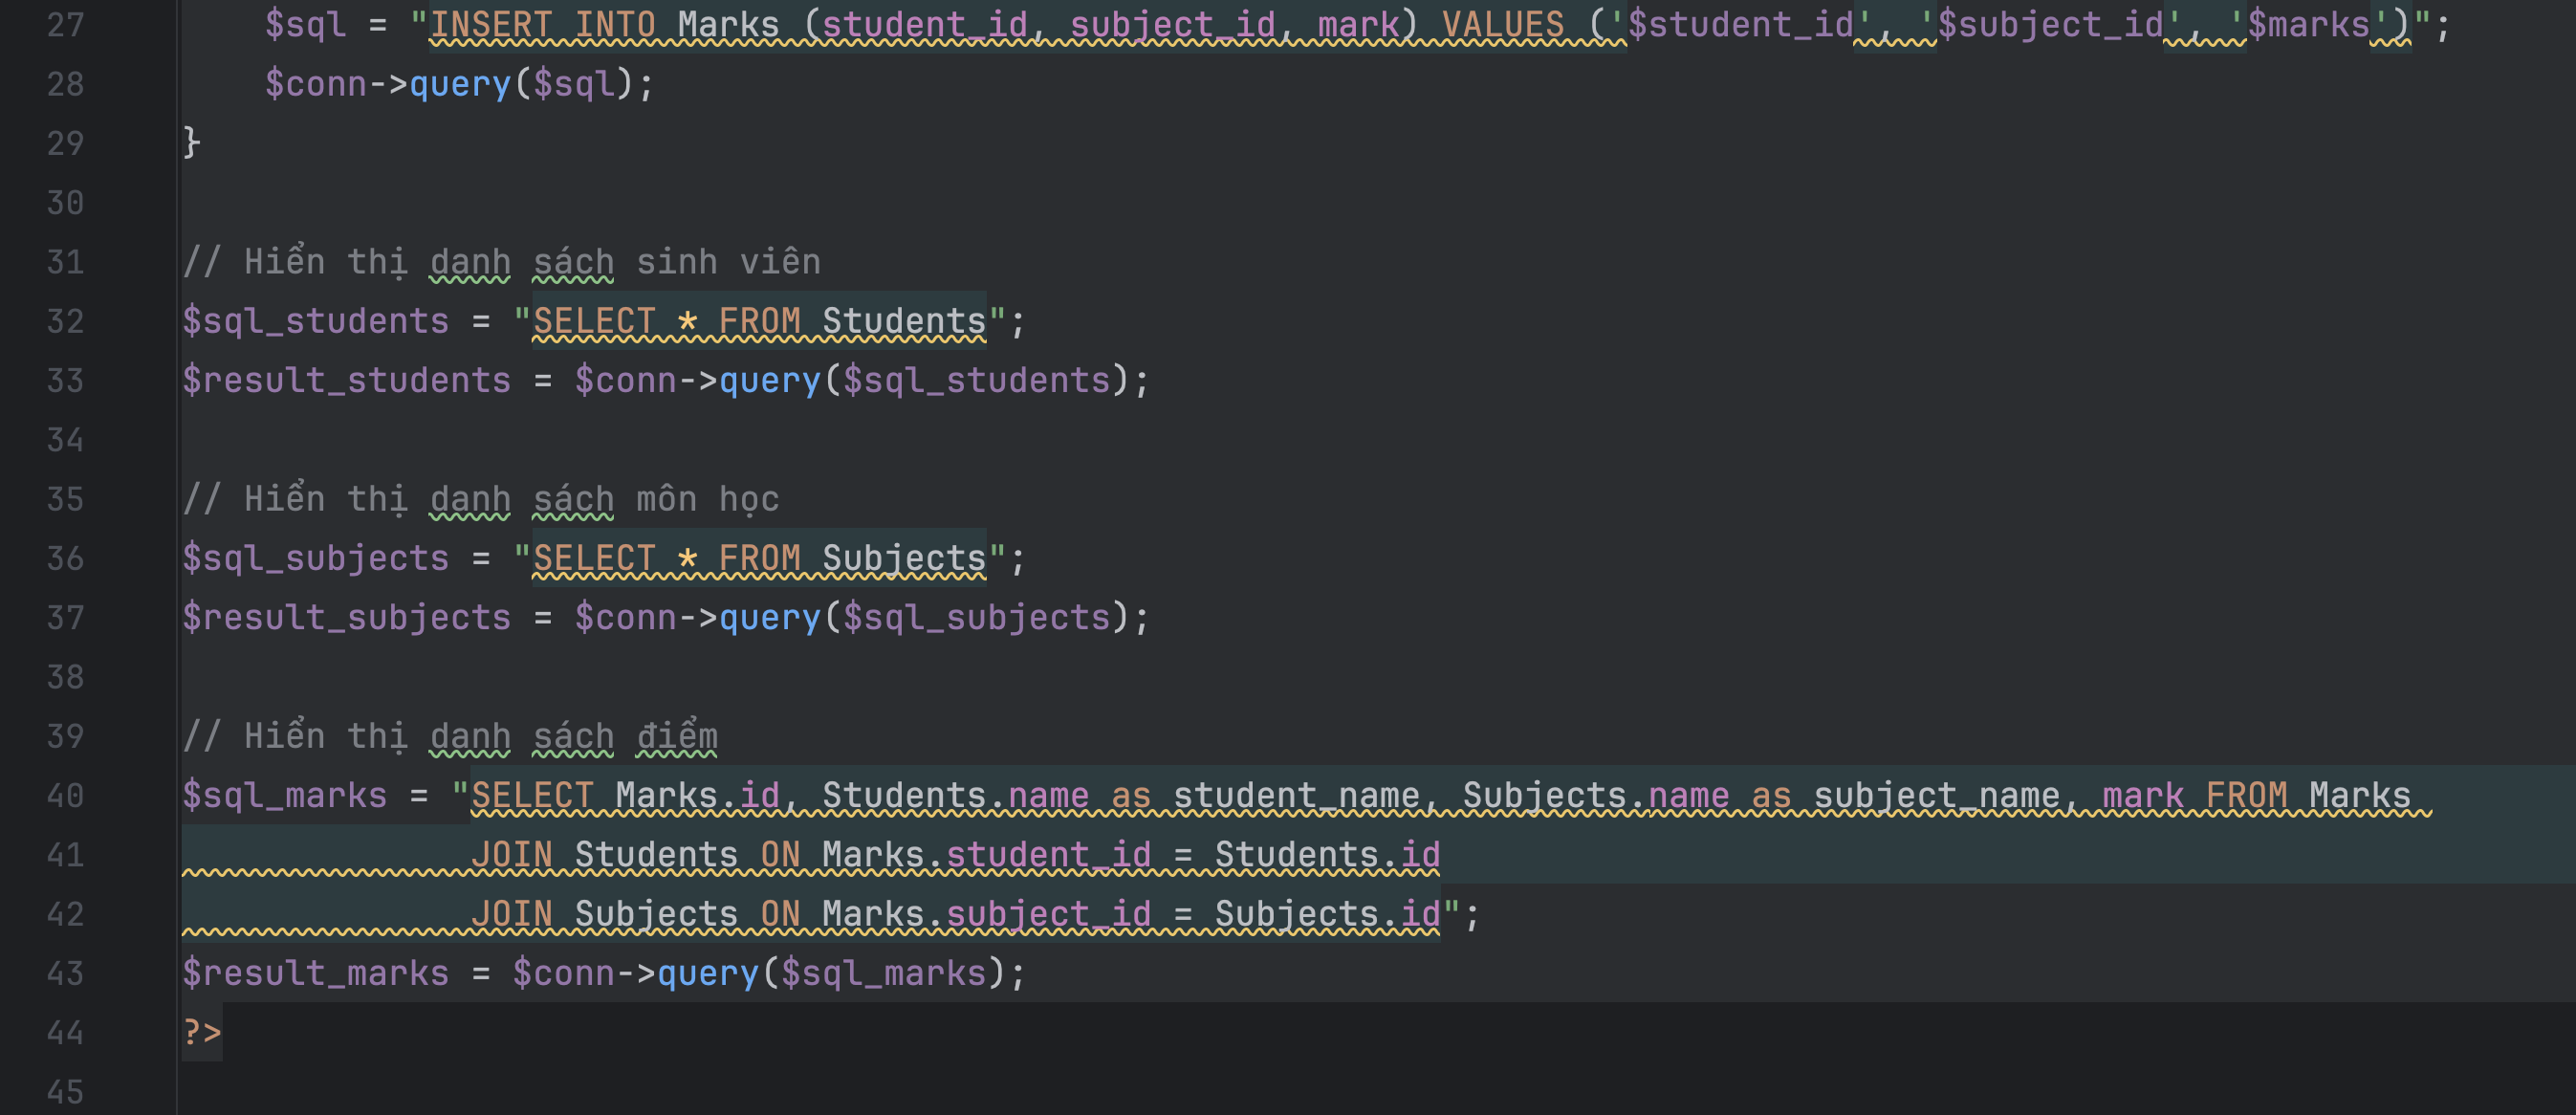 27 $sql = "INSERT INTO Marks (student_id, subject_id, mark) VALUES ('$student_id', '$subject_id', '$marks')";
28 $conn->query($sql);
29 }
30
31 // Hiển thị danh sách sinh viên
32 $sql_students = "SELECT * FROM Students";
33 $result_students = $conn->query($sql_students);
34
35 // Hiển thị danh sách môn học
36 $sql_subjects = "SELECT * FROM Subjects";
37 $result_subjects = $conn->query($sql_subjects);
38
39 // Hiển thị danh sách điểm
40 $sql_marks = "SELECT Marks.id, Students.name as student_name, Subjects.name as subject_name, mark FROM Marks
41 JOIN Students ON Marks.student_id = Students.id
42 JOIN Subjects ON Marks.subject_id = Subjects.id";
43 $result_marks = $conn->query($sql_marks);
44 ?>
45